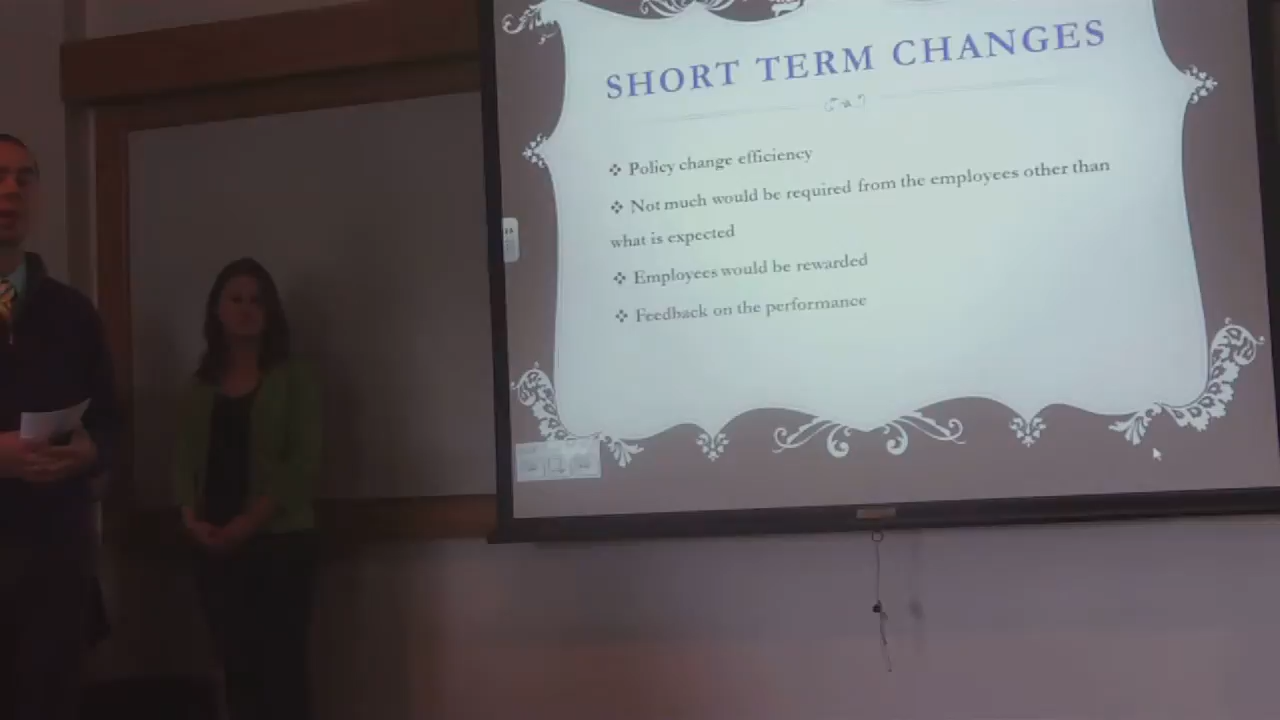 SHORT TERM CHANGES
❖ Policy change efficiency
❖ Not much would be required from the employees other than
what is expected
❖ Employees would be rewarded
❖ Feedback on the performance